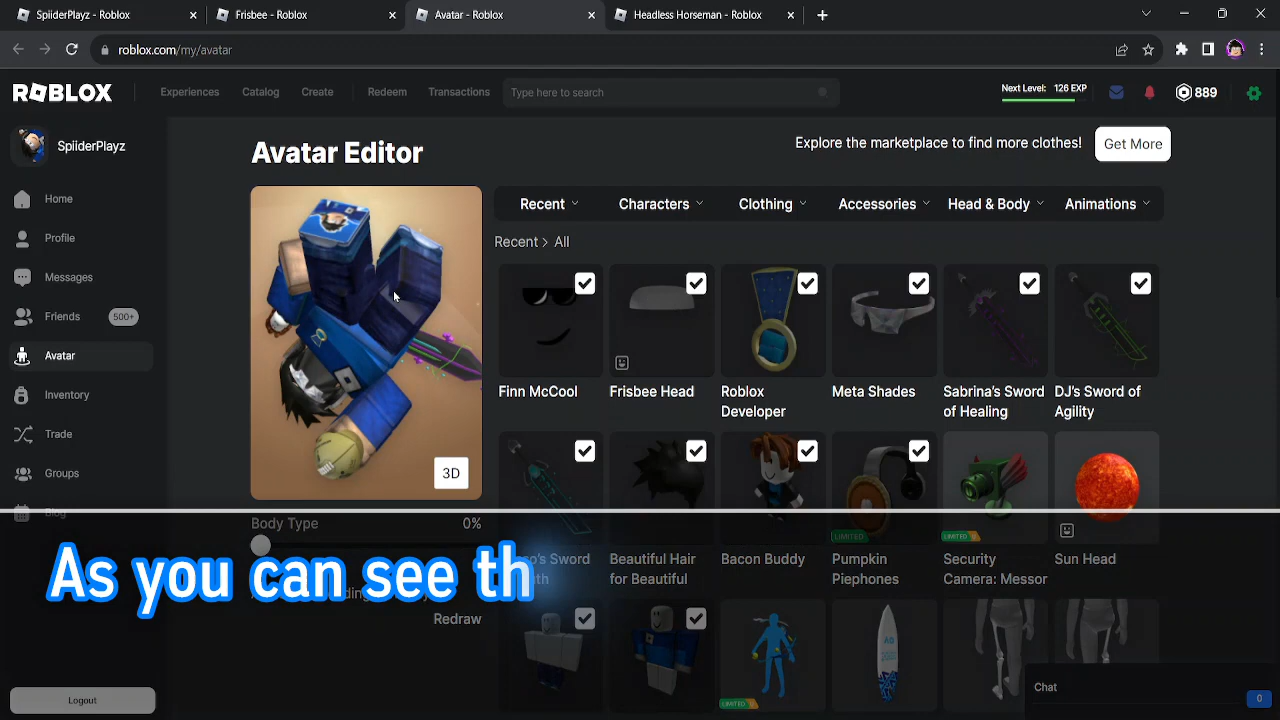 SpiiderPlayz - Roblox
Frisbee - Roblox
Avatar - Roblox
Headless Horseman - Roblox
roblox.com/my/avatar
ROBLOX
Experiences
Catalog
Create
Redeem
Transactions
Type here to search
Next Level: 126 EXP
889
SpiiderPlayz
Home
Profile
Messages
Friends
500+
Avatar
Inventory
Trade
Groups
Blog
Logout
Avatar Editor
Explore the marketplace to find more clothes!
Get More
3D
Body Type
0%
Redraw
Recent
Characters
Clothing
Accessories
Head & Body
Animations
Recent > All
Finn McCool
Frisbee Head
Roblox
Developer
Meta Shades
Sabrina's Sword
of Healing
DJ's Sword of
Agility
Beautiful Hair
for Beautiful
Bacon Buddy
LIMITED
Pumpkin
Piephones
LIMITED
Security
Camera: Messor
Sun Head
LIMITED
As you can see th
Chat
0